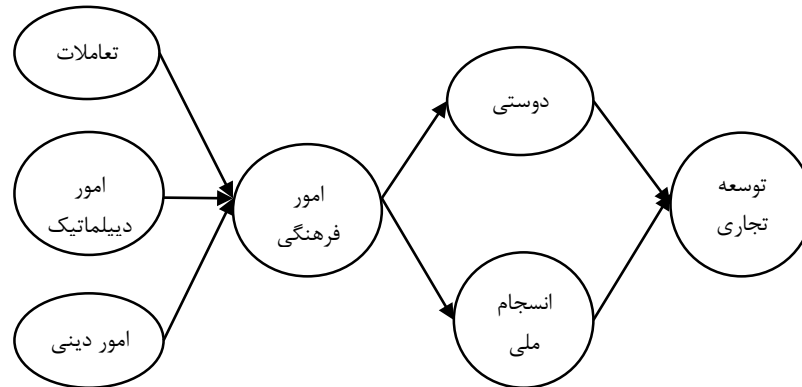 تعاملات
امور
دیپلماتیک
امور دینی
امور
فرهنگی
دوستی
انسجام
ملی
توسعه
تجاری